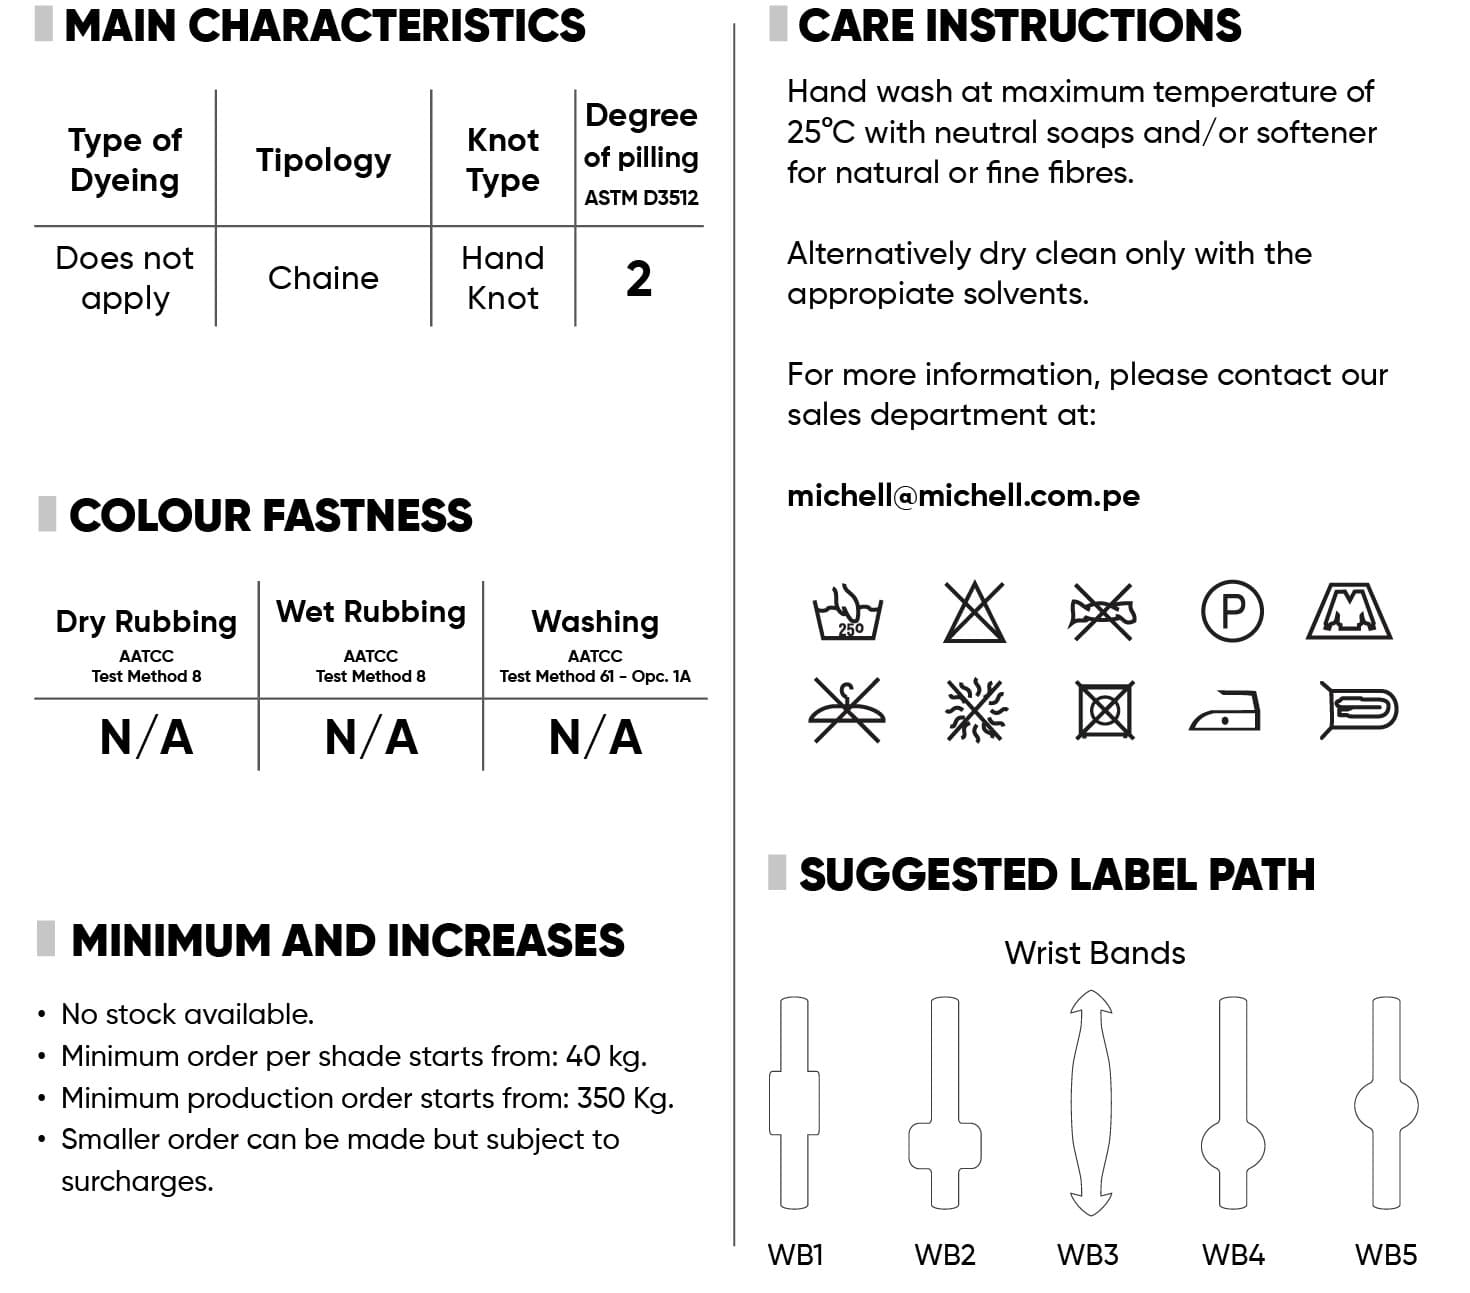 MAIN CHARACTERISTICS
Type of
Dyeing
Tipology
Knot
Type
Degree
of pilling
ASTM D3512
Does not
apply
Chaine
Hand
Knot
2
COLOUR FASTNESS
Dry Rubbing
AATCC
Test Method 8
Wet Rubbing
AATCC
Test Method 8
Washing
AATCC
Test Method 61 - Opc. 1A
N/A
N/A
N/A
MINIMUM AND INCREASES
• No stock available.
• Minimum order per shade starts from: 40 kg.
• Minimum production order starts from: 350 Kg.
• Smaller order can be made but subject to
surcharges.
CARE INSTRUCTIONS
Hand wash at maximum temperature of
25°C with neutral soaps and/or softener
for natural or fine fibres.
Alternatively dry clean only with the
appropiate solvents.
For more information, please contact our
sales department at:
michell@michell.com.pe
25°
P
SUGGESTED LABEL PATH
Wrist Bands
WB1
WB2
WB3
WB4
WB5